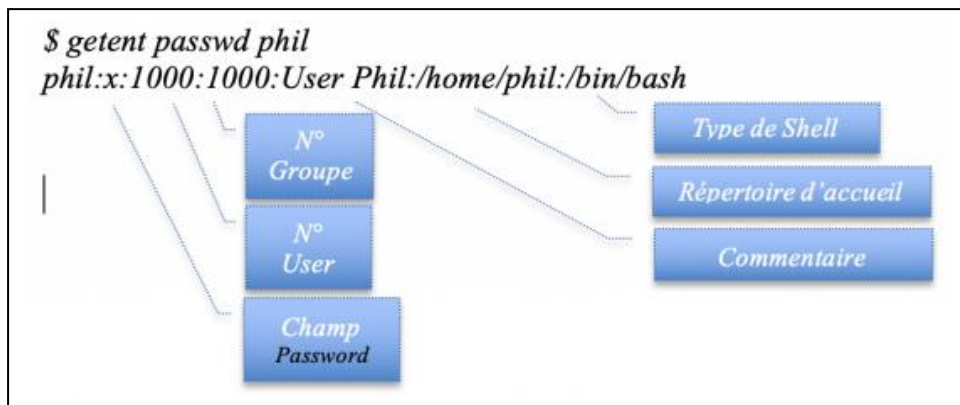 $ getent passwd phil
phil:x:1000:1000:User Phil:/home/phil:/bin/bash
N°
Groupe
N°
User
Champ
Password
Type de Shell
Répertoire d'accueil
Commentaire